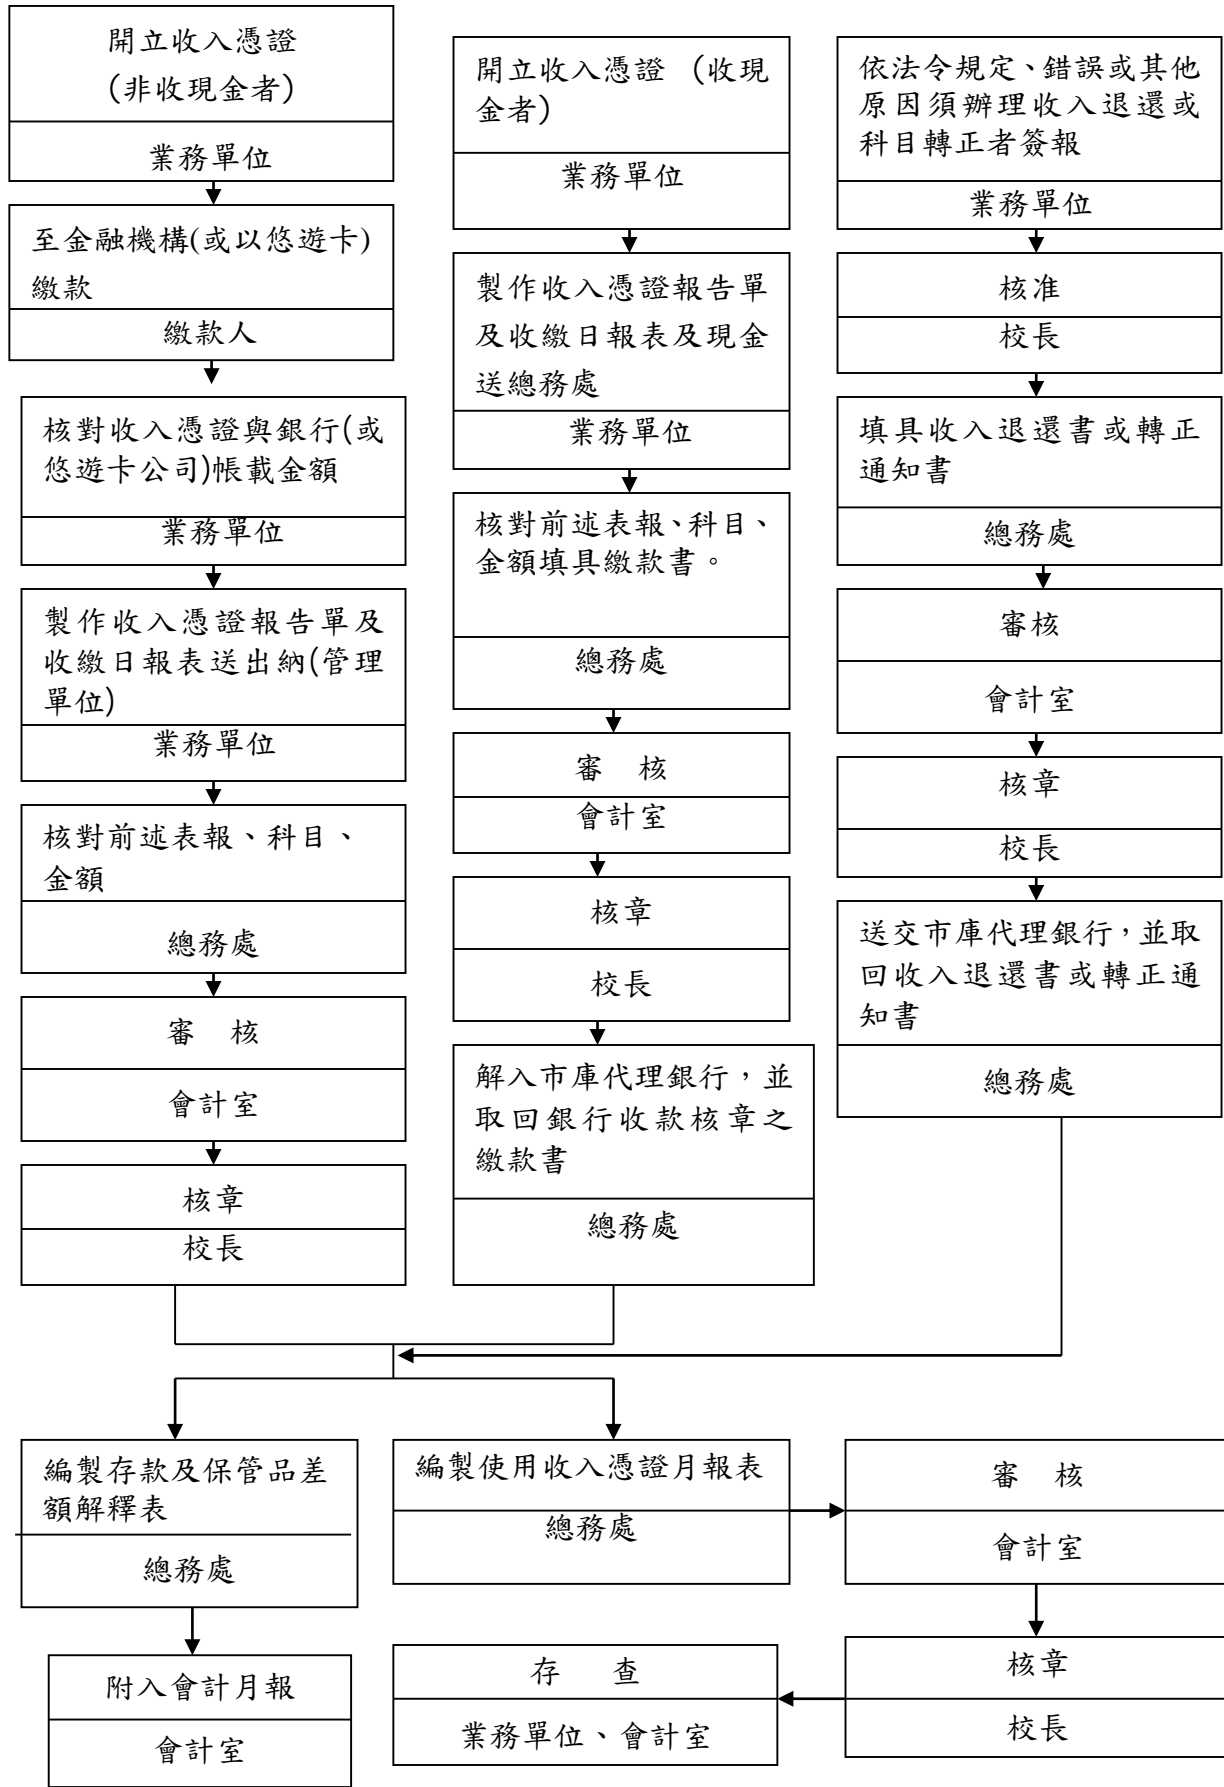 開立收入憑證
(非收現金者)
業務單位
至金融機構(或以悠遊卡)
繳款
繳款人
核對收入憑證與銀行(或
悠遊卡公司)帳載金額
業務單位
製作收入憑證報告單及
收繳日報表送出納(管理
單位)
業務單位
核對前述表報、科目、
金額
總務處
審　核
會計室
核章
校長
開立收入憑證 (收現
金者)
業務單位
製作收入憑證報告單
及收繳日報表及現金
送總務處
業務單位
核對前述表報、科目、
金額填具繳款書。
總務處
審　核
會計室
核章
校長
解入市庫代理銀行，並
取回銀行收款核章之
繳款書
總務處
依法令規定、錯誤或其他
原因須辦理收入退還或
科目轉正者簽報
業務單位
核准
校長
填具收入退還書或轉正
通知書
總務處
審核
會計室
核章
校長
送交市庫代理銀行，並取
回收入退還書或轉正通
知書
總務處
編製存款及保管品差
額解釋表
總務處
附入會計月報
會計室
編製使用收入憑證月報表
總務處
審　核
會計室
核章
校長
存　查
業務單位、會計室